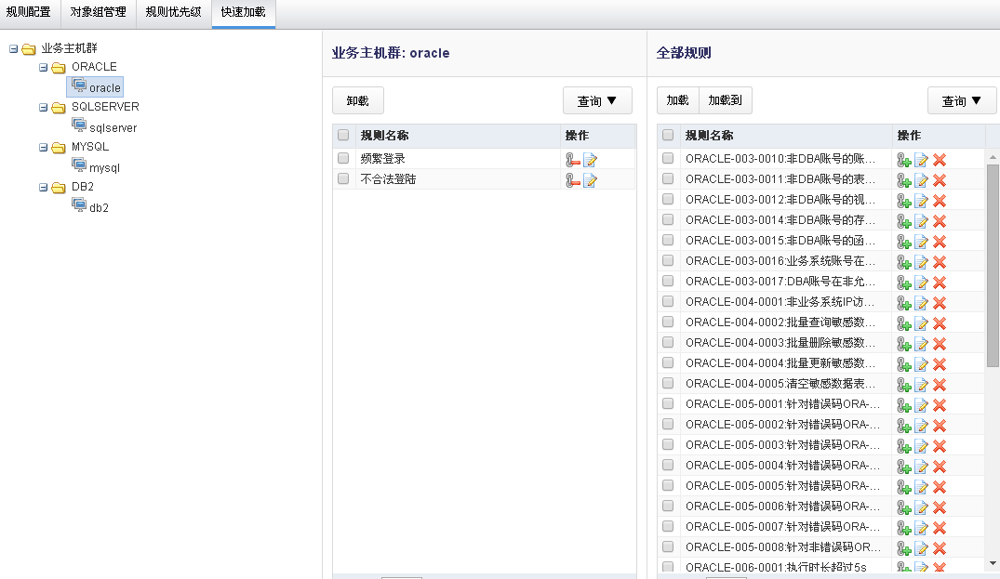 规则配置 对象组管理 规则优先级 快速加载
业务主机群
ORACLE
oracle
SQLSERVER
sqlserver
MYSQL
mysql
DB2
db2
业务主机群: oracle
卸载 查询 ▼
规则名称 操作
频繁登录
不合法登陆
全部规则
加载 加载到 查询 ▼
规则名称 操作
ORACLE-003-0010:非DBA账号的账...
ORACLE-003-0011:非DBA账号的表...
ORACLE-003-0012:非DBA账号的视...
ORACLE-003-0014:非DBA账号的存...
ORACLE-003-0015:非DBA账号的函...
ORACLE-003-0016:业务系统账号在...
ORACLE-003-0017:DBA账号在非允...
ORACLE-004-0001:非业务系统IP访...
ORACLE-004-0002:批量查询敏感数...
ORACLE-004-0003:批量删除敏感数...
ORACLE-004-0004:批量更新敏感数...
ORACLE-004-0005:清空敏感数据表...
ORACLE-005-0001:针对错误码ORA-...
ORACLE-005-0002:针对错误码ORA-...
ORACLE-005-0003:针对错误码ORA-...
ORACLE-005-0004:针对错误码ORA-...
ORACLE-005-0005:针对错误码ORA-...
ORACLE-005-0006:针对错误码ORA-...
ORACLE-005-0007:针对错误码ORA-...
ORACLE-005-0008:针对非错误码OR...
ORACLE-006-0001:执行时长超过5s